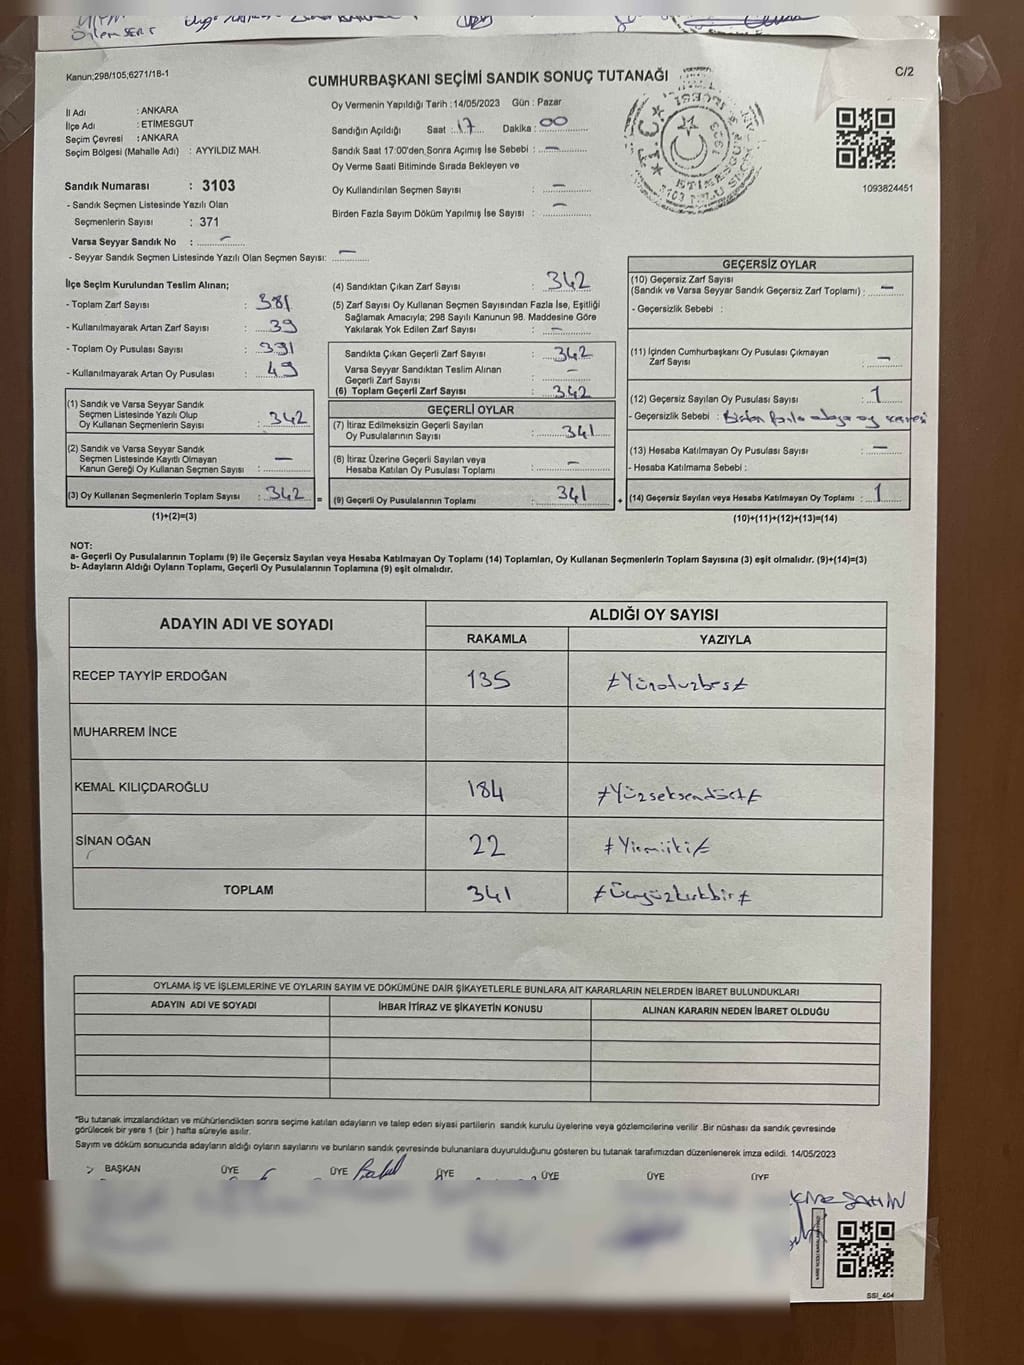 Özlem SERT
Kanun;298/105,6271/18-1
CUMHURBAŞKANI SEÇİMİ SANDIK SONUÇ TUTANAĞI
C/2
İl Adı : ANKARA
İlçe Adı : ETİMESGUT
Seçim Çevresi : ANKARA
Seçim Bölgesi (Mahalle Adı) : AYYILDIZ MAH.
Oy Vermenin Yapıldığı Tarih :14/05/2023 Gün : Pazar
Sandığın Açıldığı Saat :17 Dakika :00
Sandık Saat 17:00'den Sonra Açımış İse Sebebi : —
Oy Verme Saati Bitiminde Sırada Bekleyen ve
Oy Kullandırılan Seçmen Sayısı : —
Birden Fazla Sayım Döküm Yapılmış İse Sayısı : —
1093824451
Sandık Numarası : 3103
- Sandık Seçmen Listesinde Yazılı Olan
Seçmenlerin Sayısı : 371
Varsa Seyyar Sandık No : —
- Seyyar Sandık Seçmen Listesinde Yazılı Olan Seçmen Sayısı: —
İlçe Seçim Kurulundan Teslim Alınan;
- Toplam Zarf Sayısı : 381
- Kullanılmayarak Artan Zarf Sayısı : 39
- Toplam Oy Pusulası Sayısı : 391
- Kullanılmayarak Artan Oy Pusulası : 49
(1) Sandık ve Varsa Seyyar Sandık
Seçmen Listesinde Yazılı Olup
Oy Kullanan Seçmenlerin Sayısı : 342
(2) Sandık ve Varsa Seyyar Sandık
Seçmen Listesinde Kayıtlı Olmayan
Kanun Gereği Oy Kullanan Seçmen Sayısı : —
(3) Oy Kullanan Seçmenlerin Toplam Sayısı : 342
(1)+(2)=(3)
(4) Sandıktan Çıkan Zarf Sayısı : 342
(5) Zarf Sayısı Oy Kullanan Seçmen Sayısından Fazla İse, Eşitliği
Sağlamak Amacıyla; 298 Sayılı Kanunun 98. Maddesine Göre
Yakılarak Yok Edilen Zarf Sayısı : —
Sandıkta Çıkan Geçerli Zarf Sayısı : 342
Varsa Seyyar Sandıktan Teslim Alınan
Geçerli Zarf Sayısı : —
(6) Toplam Geçerli Zarf Sayısı : 342
=
GEÇERLİ OYLAR
(7) İtiraz Edilmeksizin Geçerli Sayılan
Oy Pusulalarının Sayısı : 341
(8) İtiraz Üzerine Geçerli Sayılan veya
Hesaba Katılan Oy Pusulası Toplamı : —
(9) Geçerli Oy Pusulalarının Toplamı : 341
+
GEÇERSİZ OYLAR
(10) Geçersiz Zarf Sayısı
(Sandık ve Varsa Seyyar Sandık Geçersiz Zarf Toplamı) : —
- Geçersizlik Sebebi :
(11) İçinden Cumhurbaşkanı Oy Pusulası Çıkmayan
Zarf Sayısı : —
(12) Geçersiz Sayılan Oy Pusulası Sayısı : 1
- Geçersizlik Sebebi : Birden fazla adaya oy
(13) Hesaba Katılmayan Oy Pusulası Sayısı : —
- Hesaba Katılmama Sebebi :
(14) Geçersiz Sayılan veya Hesaba Katılmayan Oy Toplamı : 1
(10)+(11)+(12)+(13)=(14)
NOT:
a- Geçerli Oy Pusulalarının Toplamı (9) ile Geçersiz Sayılan veya Hesaba Katılmayan Oy Toplamı (14) Toplamları, Oy Kullanan Seçmenlerin Toplam Sayısına (3) eşit olmalıdır. (9)+(14)=(3)
b- Adayların Aldığı Oyların Toplamı, Geçerli Oy Pusulalarının Toplamına (9) eşit olmalıdır.
ADAYIN ADI VE SOYADI
ALDIĞI OY SAYISI
RAKAMLA YAZIYLA
RECEP TAYYİP ERDOĞAN 135 #Yüzotuzbeş#
MUHARREM İNCE
KEMAL KILIÇDAROĞLU 184 #Yüzseksendört#
SİNAN OĞAN 22 #Yirmiiki#
TOPLAM 341 #Üçyüzkırkbir#
OYLAMA İŞ VE İŞLEMLERİNE VE OYLARIN SAYIM VE DÖKÜMÜNE DAİR ŞİKAYETLERLE BUNLARA AİT KARARLARIN NELERDEN İBARET BULUNDUKLARI
ADAYIN ADI VE SOYADI İHBAR İTİRAZ VE ŞİKAYETİN KONUSU ALINAN KARARIN NEDEN İBARET OLDUĞU
*Bu tutanak imzalandıktan ve mühürlendikten sonra seçime katılan adayların ve talep eden siyasi partilerin sandık kurulu üyelerine veya gözlemcilerine verilir .Bir nüshası da sandık çevresinde
görülecek bir yere 1 (bir) hafta süreyle asılır.
Sayım ve döküm sonucunda adayların aldığı oyların sayılarını ve bunların sandık çevresinde bulunanlara duyurulduğunu gösteren bu tutanak tarafımızdan düzenlenerek imza edildi. 14/05/2023
BAŞKAN ÜYE ÜYE ÜYE ÜYE ÜYE ÜYE
ŞAHİN
SSI_404